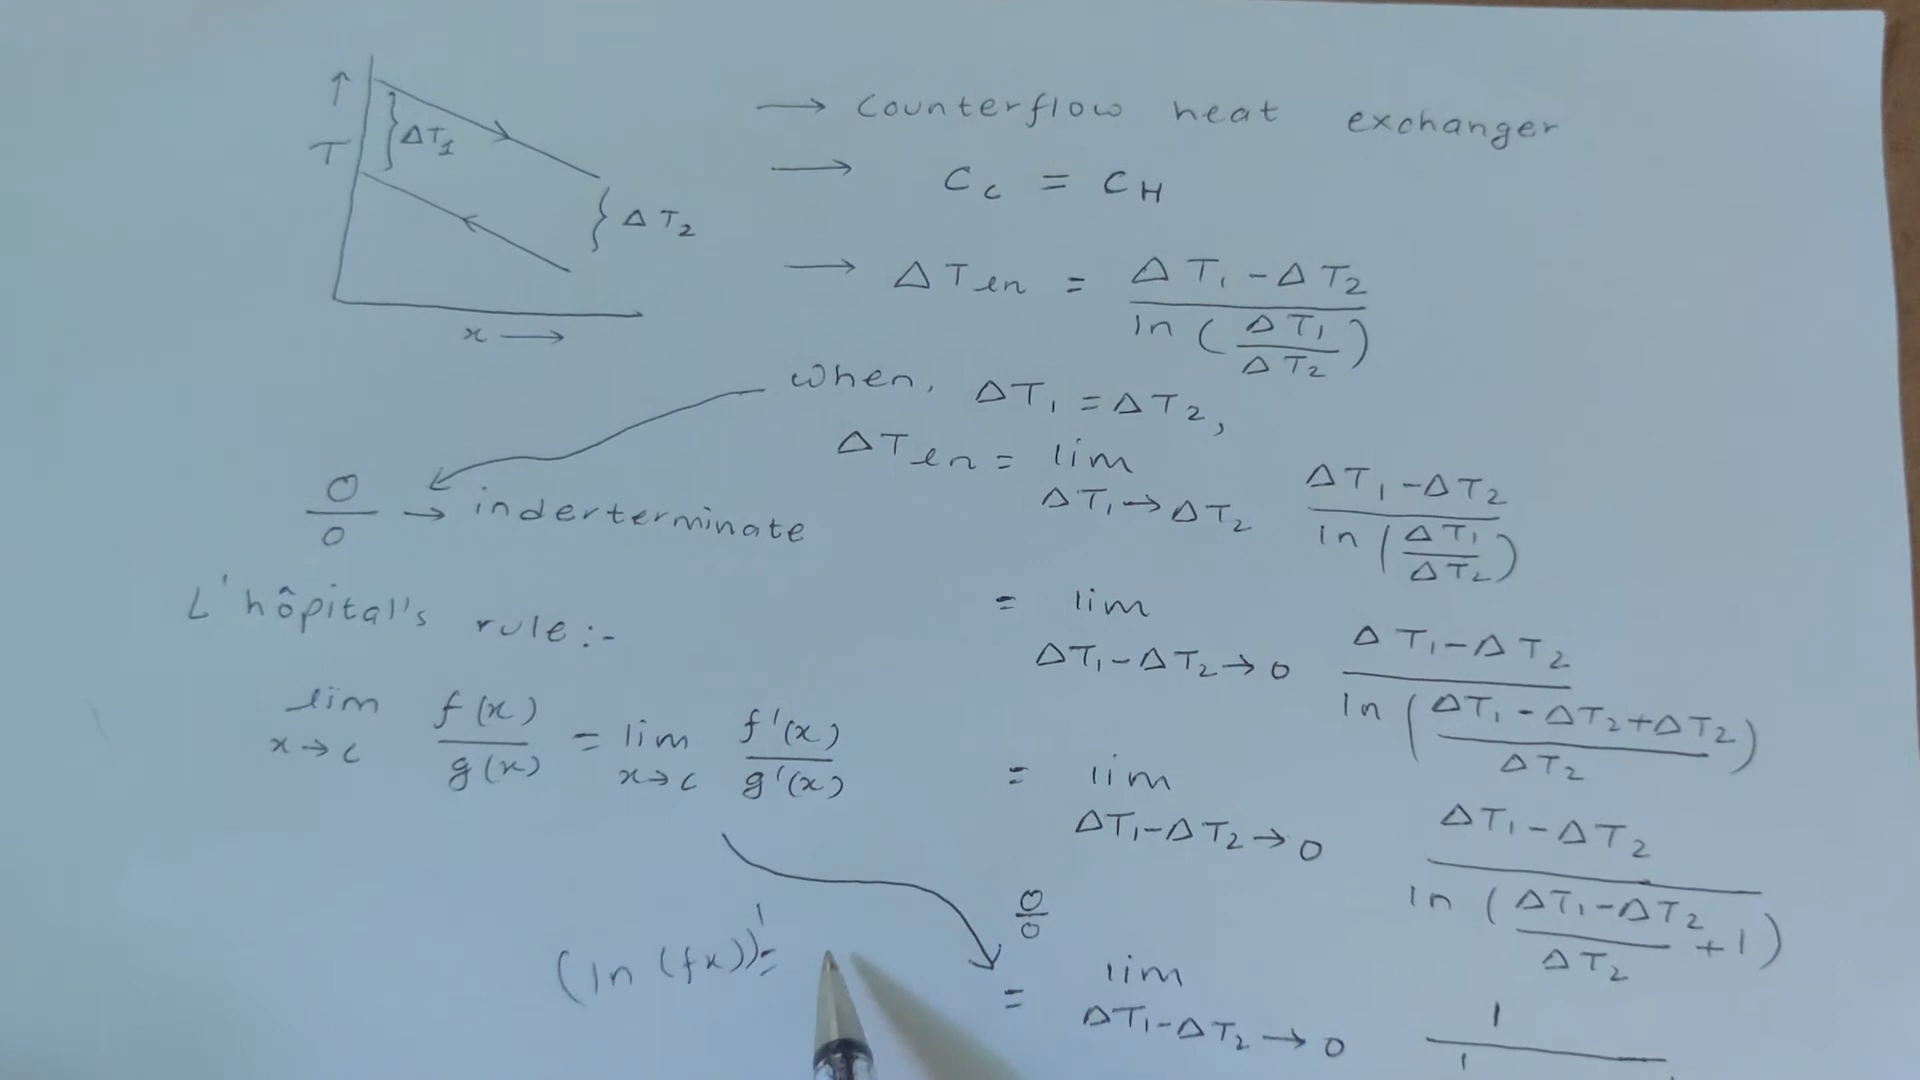 ↑
T
} ΔT1
} ΔT2
x →
→ Counterflow heat exchanger
→ Cc = CH
→ ΔTen = ΔT1 - ΔT2 / ln (ΔT1 / ΔT2)
when, ΔT1 = ΔT2,
ΔTen = lim ΔT1→ΔT2 ΔT1 - ΔT2 / ln (ΔT1 / ΔT2)
0/0 → inderterminate
= lim ΔT1-ΔT2→0 ΔT1 - ΔT2 / ln (ΔT1 - ΔT2 + ΔT2 / ΔT2)
L'hôpital's rule :-
lim x→c f(x)/g(x) = lim x→c f'(x)/g'(x)
= lim ΔT1-ΔT2→0 ΔT1 - ΔT2 / ln (ΔT1 - ΔT2 / ΔT2 + 1)
0/0
(ln (fx))' =
= lim ΔT1-ΔT2→0 1 / 1